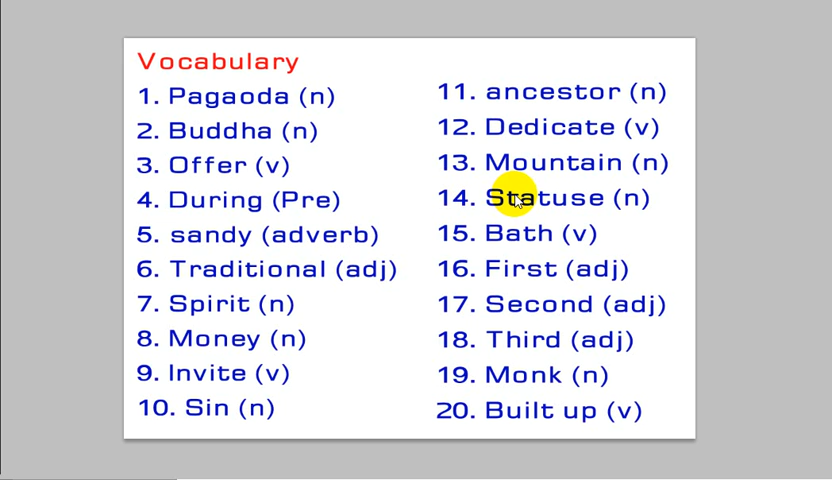 Vocabulary
1. Pagaoda (n)
2. Buddha (n)
3. Offer (v)
4. During (Pre)
5. sandy (adverb)
6. Traditional (adj)
7. Spirit (n)
8. Money (n)
9. Invite (v)
10. Sin (n)
11. ancestor (n)
12. Dedicate (v)
13. Mountain (n)
14. Statuse (n)
15. Bath (v)
16. First (adj)
17. Second (adj)
18. Third (adj)
19. Monk (n)
20. Built up (v)